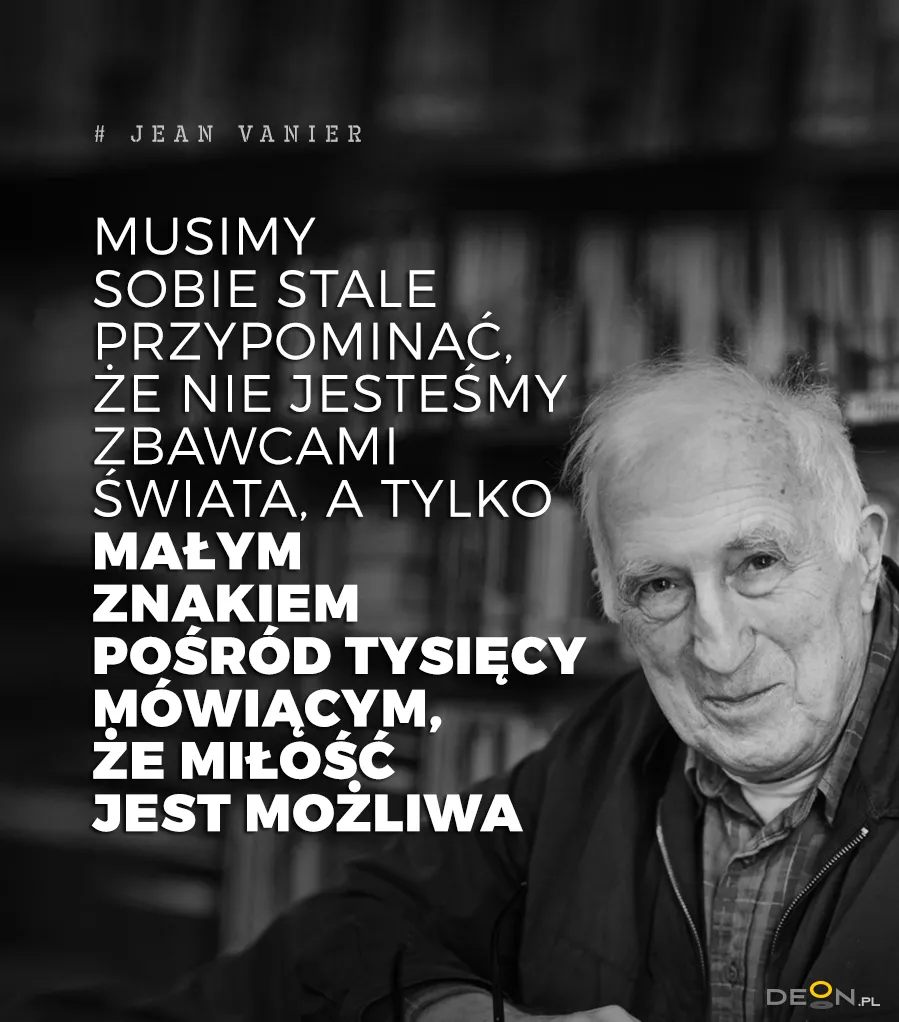 # JEAN VANIER
MUSIMY
SOBIE STALE
PRZYPOMINAĆ,
ŻE NIE JESTEŚMY
ZBAWCAMI
ŚWIATA, A TYLKO
MAŁYM
ZNAKIEM
POŚRÓD TYSIĘCY
MÓWIĄCYM,
ŻE MIŁOŚĆ
JEST MOŻLIWA
DEON.PL